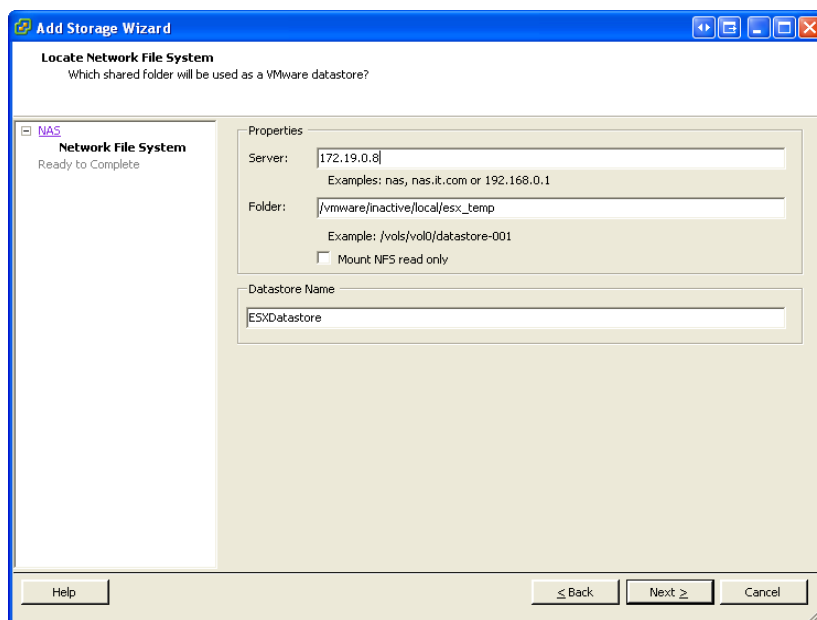 Add Storage Wizard
Locate Network File System
Which shared folder will be used as a VMware datastore?
NAS
Network File System
Ready to Complete
Properties
Server: 172.19.0.8
Examples: nas, nas.it.com or 192.168.0.1
Folder: /vmware/inactive/local/esx_temp
Example: /vols/vol0/datastore-001
Mount NFS read only
Datastore Name
ESXDatastore
Help < Back Next > Cancel